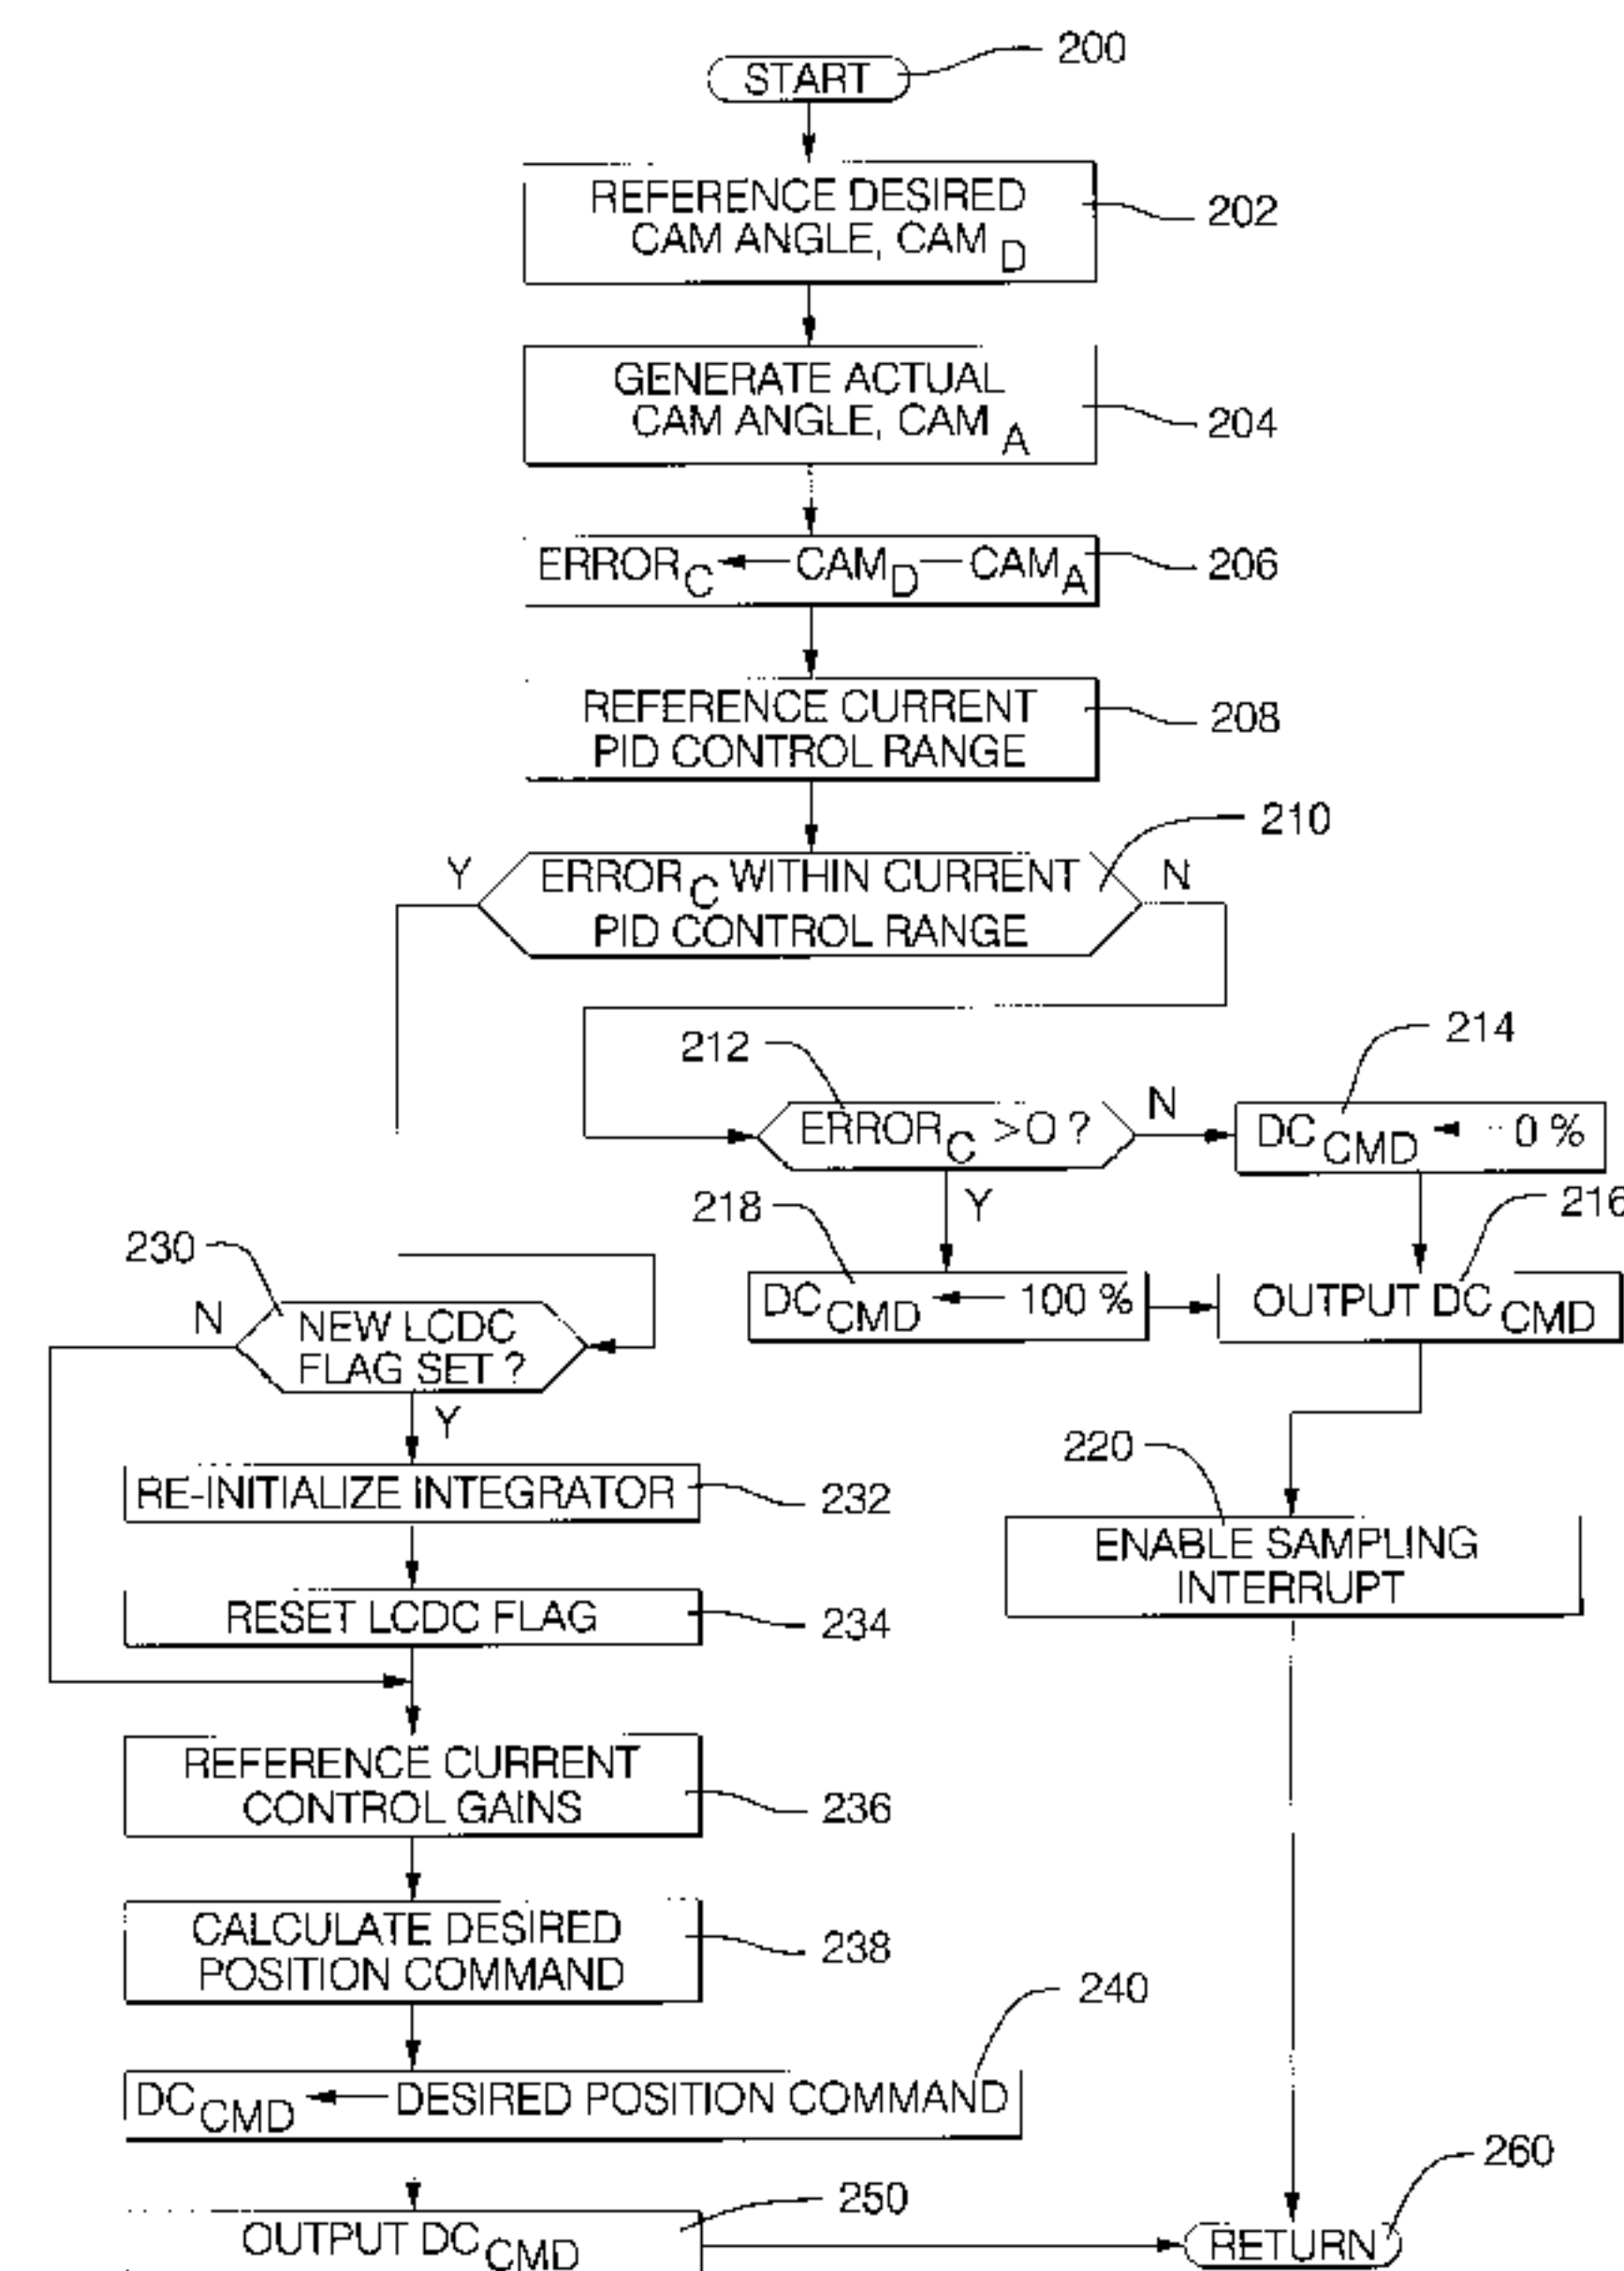 START
200
REFERENCE DESIRED
CAM ANGLE, CAM D
202
GENERATE ACTUAL
CAM ANGLE, CAM A
204
ERROR C ← CAM D — CAM A
206
REFERENCE CURRENT
PID CONTROL RANGE
208
210
Y
ERROR C WITHIN CURRENT
PID CONTROL RANGE
N
212
214
ERROR C >O ?
N
DC CMD ← 0 %
218
Y
216
230
DC CMD ← 100 %
OUTPUT DC CMD
N
NEW LCDC
FLAG SET ?
Y
220
RE-INITIALIZE INTEGRATOR
232
ENABLE SAMPLING
INTERRUPT
RESET LCDC FLAG
234
REFERENCE CURRENT
CONTROL GAINS
236
CALCULATE DESIRED
POSITION COMMAND
238
240
DC CMD ← DESIRED POSITION COMMAND
250
260
OUTPUT DC CMD
RETURN